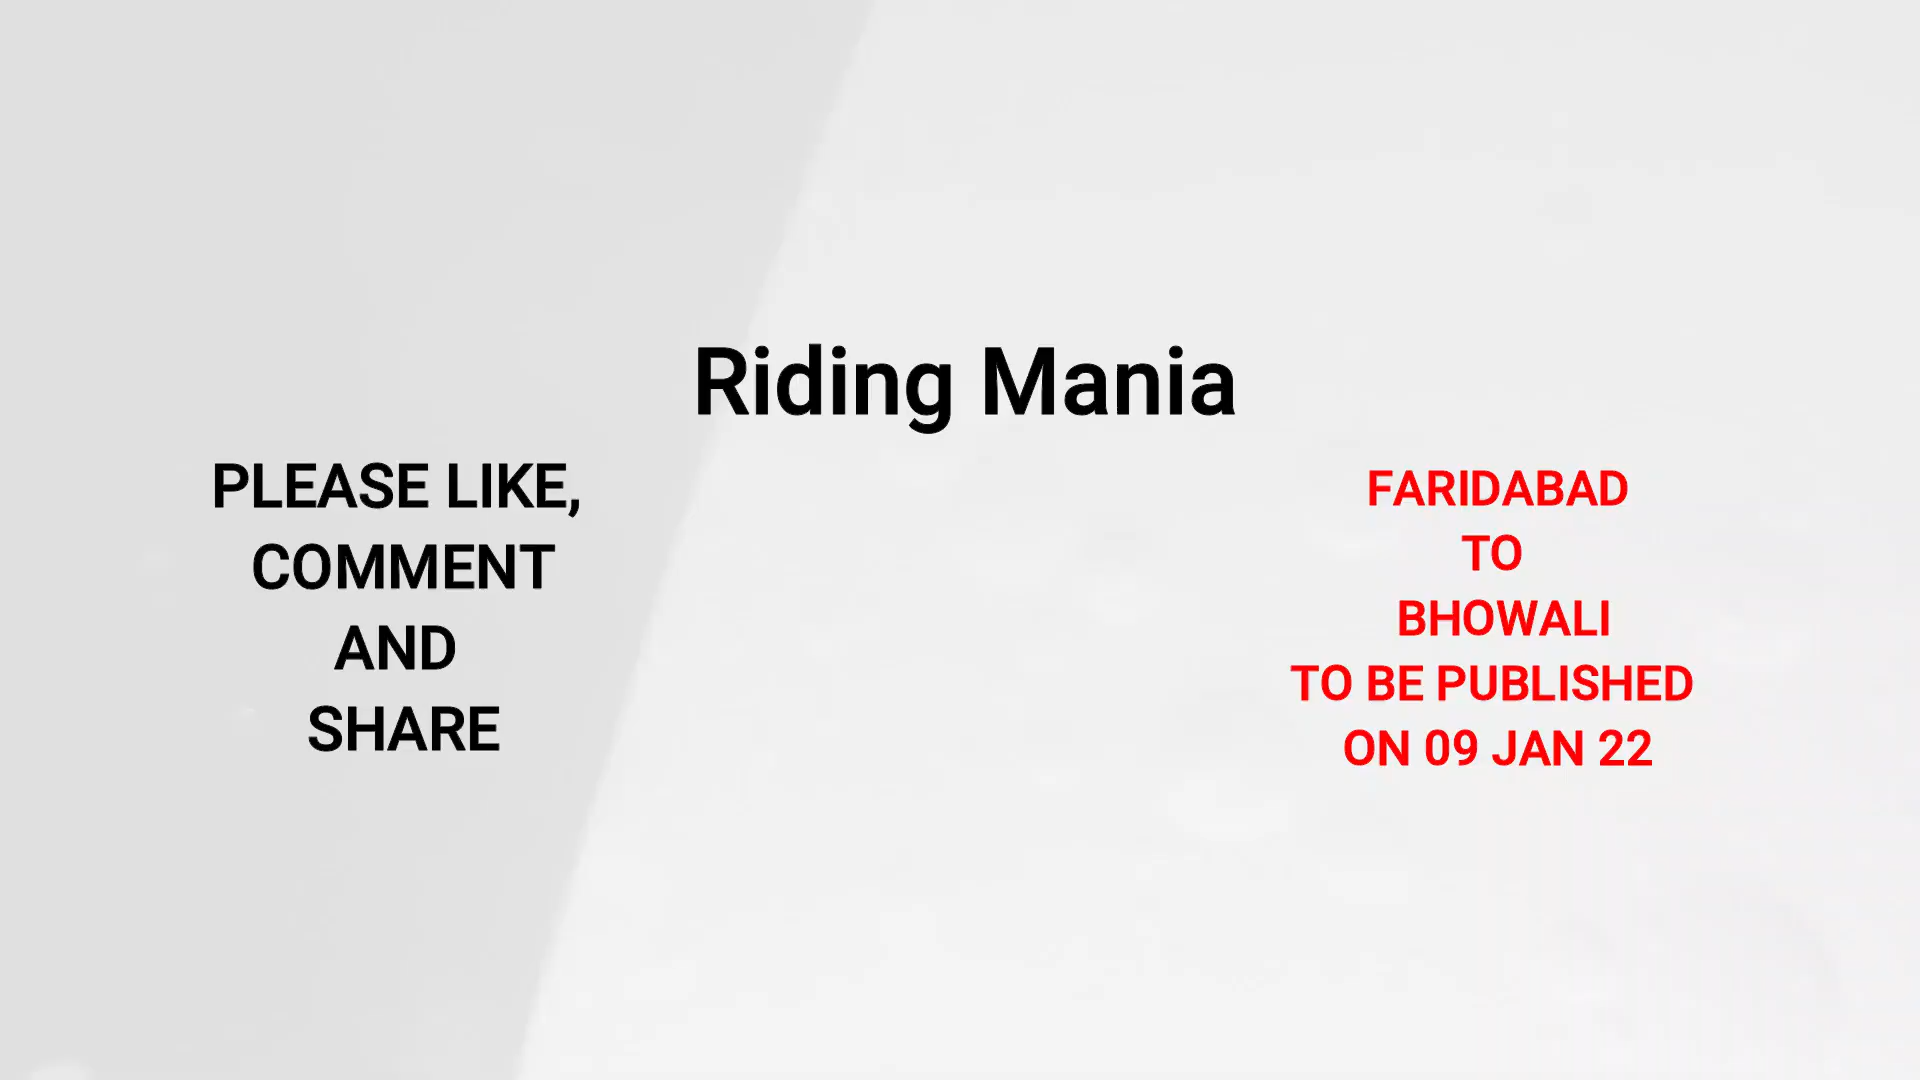 Riding Mania
PLEASE LIKE,
COMMENT
AND
SHARE
FARIDABAD
TO
BHOWALI
TO BE PUBLISHED
ON 09 JAN 22